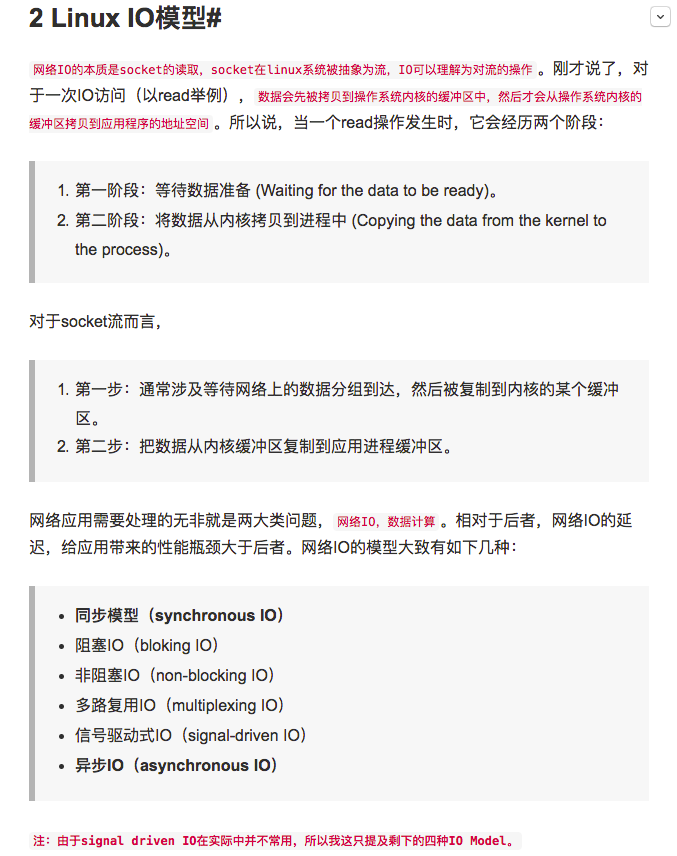 2 Linux IO模型#
网络IO的本质是socket的读取，socket在linux系统被抽象为流，IO可以理解为对流的操作 。刚才说了，对
于一次IO访问（以read举例）， 数据会先被拷贝到操作系统内核的缓冲区中，然后才会从操作系统内核的
缓冲区拷贝到应用程序的地址空间 。所以说，当一个read操作发生时，它会经历两个阶段：
1. 第一阶段：等待数据准备 (Waiting for the data to be ready)。
2. 第二阶段：将数据从内核拷贝到进程中 (Copying the data from the kernel to
the process)。
对于socket流而言，
1. 第一步：通常涉及等待网络上的数据分组到达，然后被复制到内核的某个缓冲
区。
2. 第二步：把数据从内核缓冲区复制到应用进程缓冲区。
网络应用需要处理的无非就是两大类问题， 网络IO，数据计算 。相对于后者，网络IO的延
迟，给应用带来的性能瓶颈大于后者。网络IO的模型大致有如下几种：
• 同步模型（synchronous IO）
• 阻塞IO（bloking IO）
• 非阻塞IO（non-blocking IO）
• 多路复用IO（multiplexing IO）
• 信号驱动式IO（signal-driven IO）
• 异步IO（asynchronous IO）
注：由于signal driven IO在实际中并不常用，所以我这只提及剩下的四种IO Model。